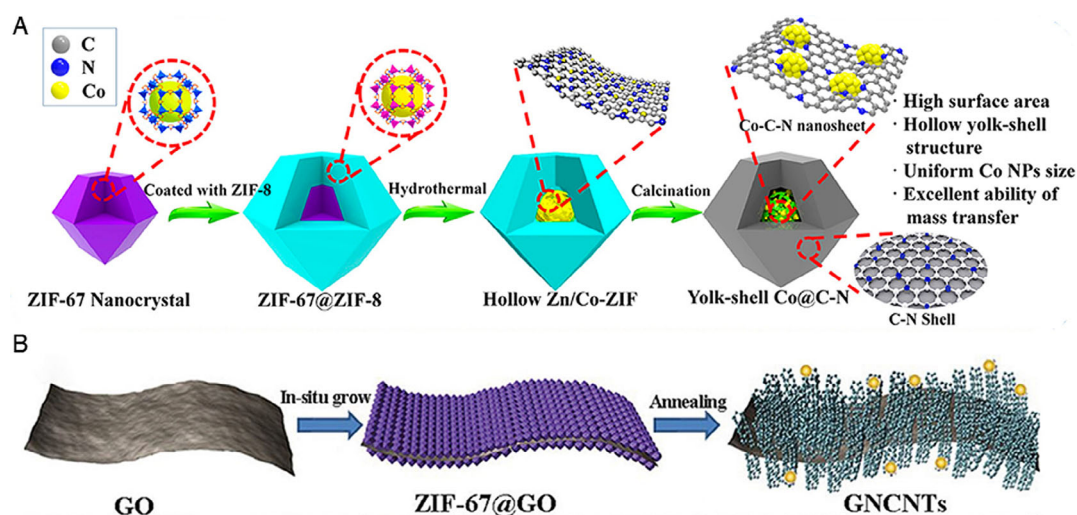 A
C
N
Co
Coated with ZIF-8
Hydrothermal
Calcination
Co-C-N nanosheet
· High surface area
· Hollow yolk-shell
structure
· Uniform Co NPs size
· Excellent ability of
mass transfer
ZIF-67 Nanocrystal
ZIF-67@ZIF-8
Hollow Zn/Co-ZIF
Yolk-shell Co@C-N
C-N Shell
B
In-situ grow
Annealing
GO
ZIF-67@GO
GNCNTs